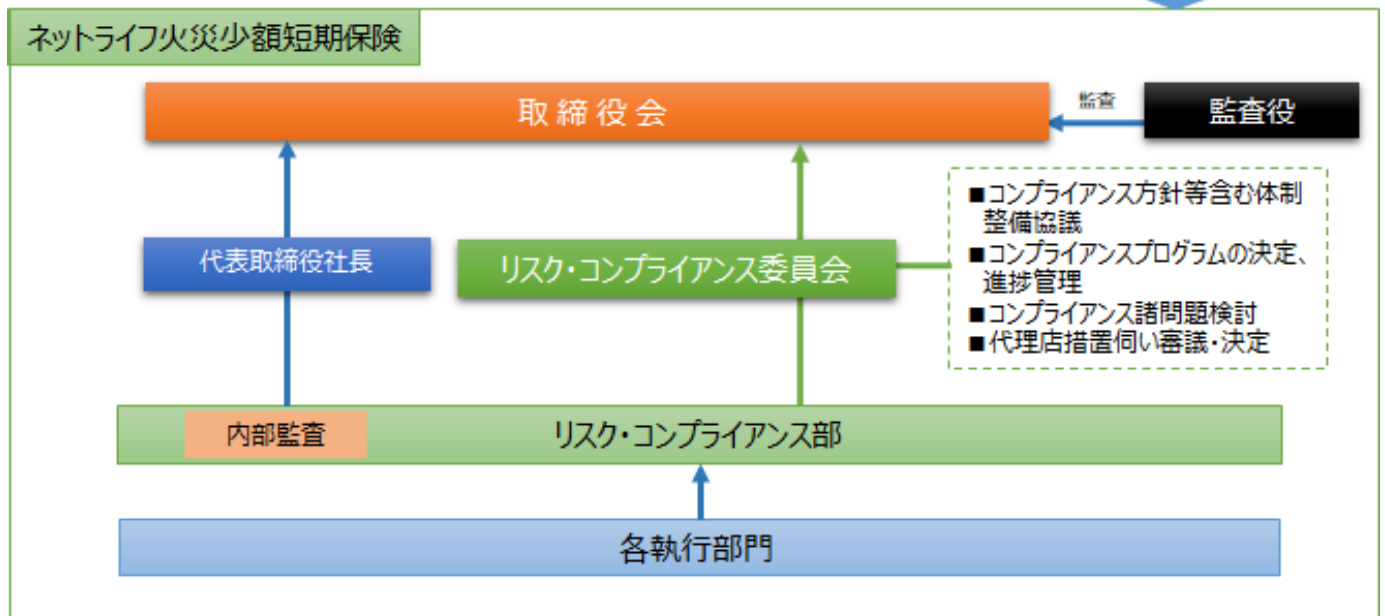 ネットライフ火災少額短期保険
取締役会
監査
監査役
■コンプライアンス方針等含む体制
整備協議
■コンプライアンスプログラムの決定、
進捗管理
■コンプライアンス諸問題検討
■代理店措置伺い審議・決定
代表取締役社長
リスク・コンプライアンス委員会
内部監査
リスク・コンプライアンス部
各執行部門